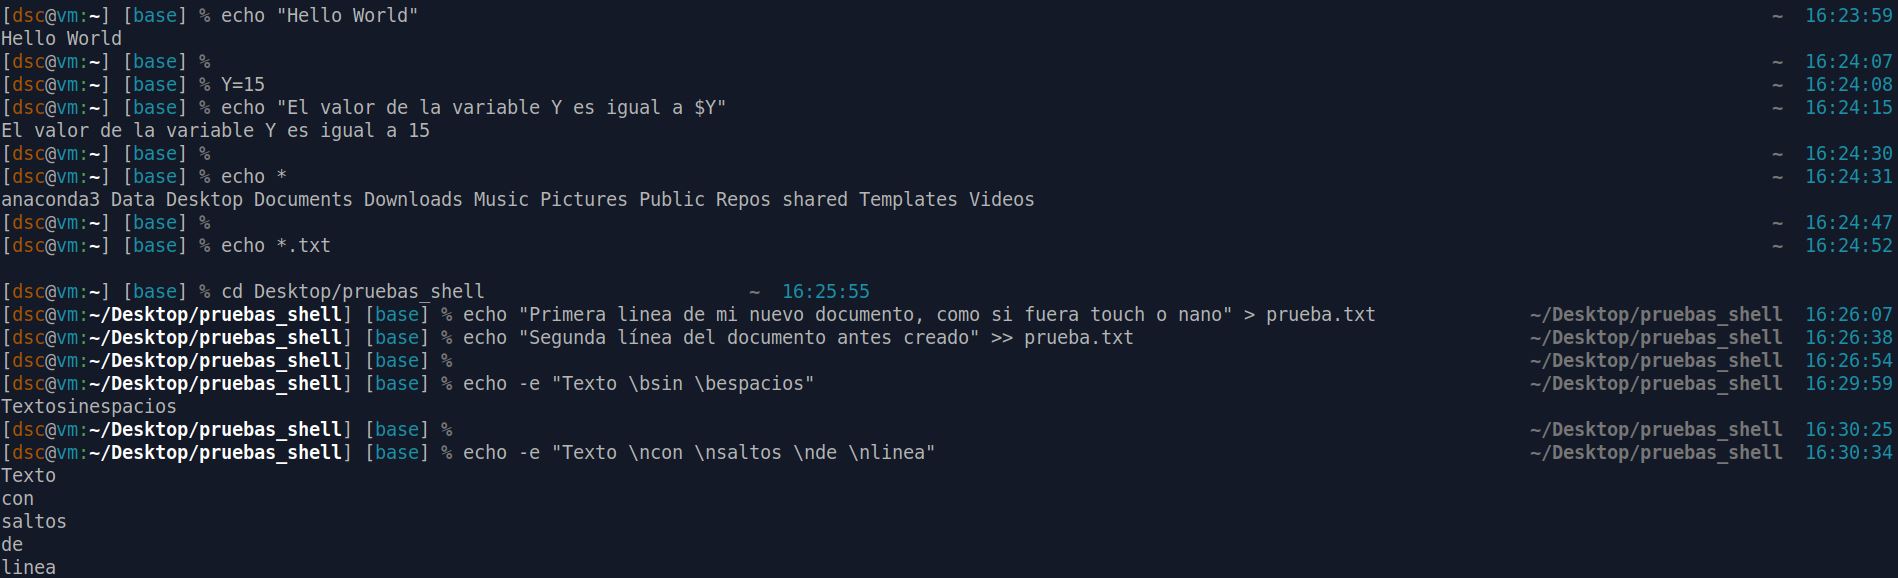 [dsc@vm:~] [base] % echo "Hello World" ~ 16:23:59
Hello World
[dsc@vm:~] [base] % ~ 16:24:07
[dsc@vm:~] [base] % Y=15 ~ 16:24:08
[dsc@vm:~] [base] % echo "El valor de la variable Y es igual a $Y" ~ 16:24:15
El valor de la variable Y es igual a 15
[dsc@vm:~] [base] % ~ 16:24:30
[dsc@vm:~] [base] % echo * ~ 16:24:31
anaconda3 Data Desktop Documents Downloads Music Pictures Public Repos shared Templates Videos
[dsc@vm:~] [base] % ~ 16:24:47
[dsc@vm:~] [base] % echo *.txt ~ 16:24:52
[dsc@vm:~] [base] % cd Desktop/pruebas_shell ~ 16:25:55
[dsc@vm:~/Desktop/pruebas_shell] [base] % echo "Primera linea de mi nuevo documento, como si fuera touch o nano" > prueba.txt ~/Desktop/pruebas_shell 16:26:07
[dsc@vm:~/Desktop/pruebas_shell] [base] % echo "Segunda línea del documento antes creado" >> prueba.txt ~/Desktop/pruebas_shell 16:26:38
[dsc@vm:~/Desktop/pruebas_shell] [base] % ~/Desktop/pruebas_shell 16:26:54
[dsc@vm:~/Desktop/pruebas_shell] [base] % echo -e "Texto \bsin \bespacios" ~/Desktop/pruebas_shell 16:29:59
Textosinespacios
[dsc@vm:~/Desktop/pruebas_shell] [base] % ~/Desktop/pruebas_shell 16:30:25
[dsc@vm:~/Desktop/pruebas_shell] [base] % echo -e "Texto \ncon \nsaltos \nde \nlinea" ~/Desktop/pruebas_shell 16:30:34
Texto
con
saltos
de
linea